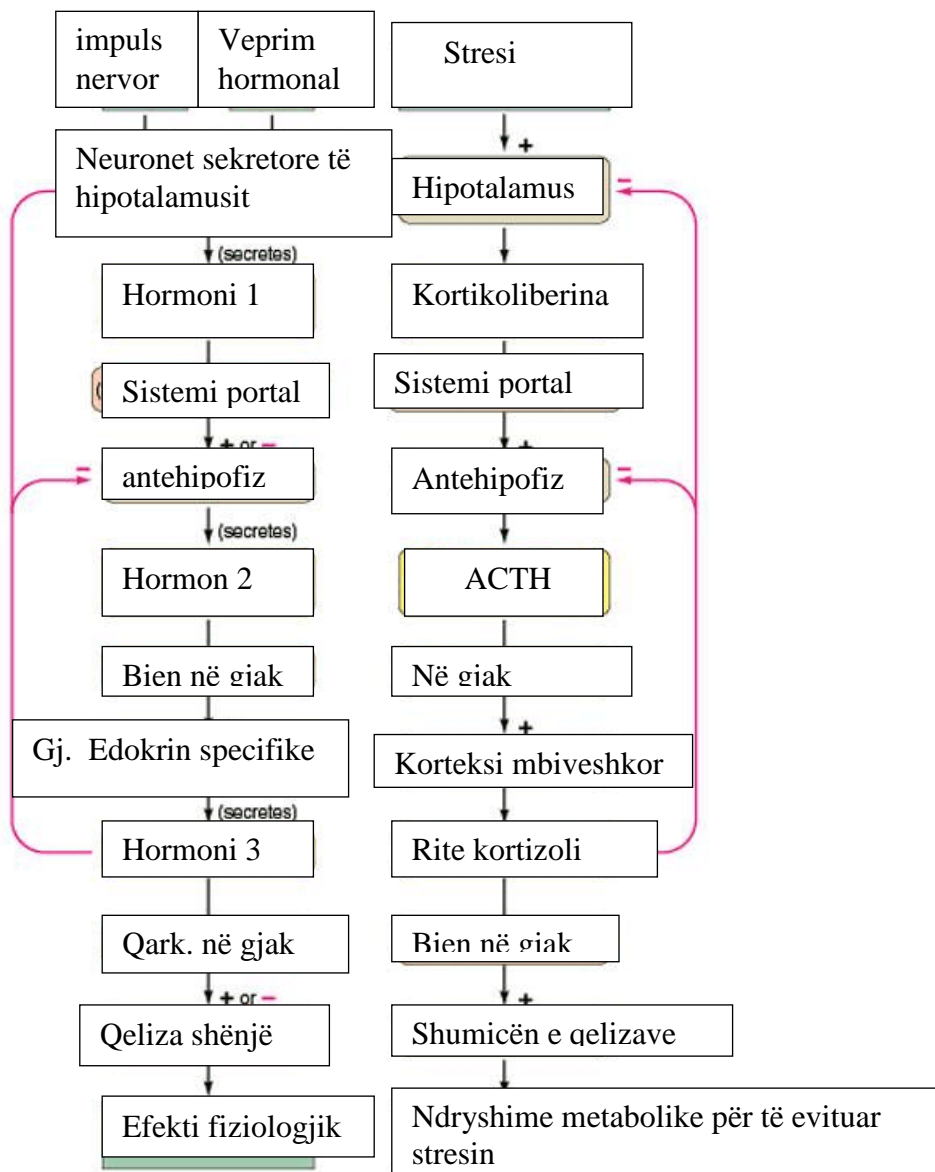 impuls
nervor
Veprim
hormonal
Neuronet sekretore të
hipotalamusit
(secretes)
Hormoni 1
Sistemi portal
+ or –
antehipofiz
–
(secretes)
Hormon 2
Bien në gjak
Gj. Edokrin specifike
(secretes)
Hormoni 3
Qark. në gjak
+ or –
Qeliza shënjë
Efekti fiziologjik
Stresi
+
Hipotalamus
–
Kortikoliberina
Sistemi portal
+
Antehipofiz
–
ACTH
Në gjak
+
Korteksi mbiveshkor
Rite kortizoli
Bien në gjak
+
Shumicën e qelizave
Ndryshime metabolike për të evituar
stresin